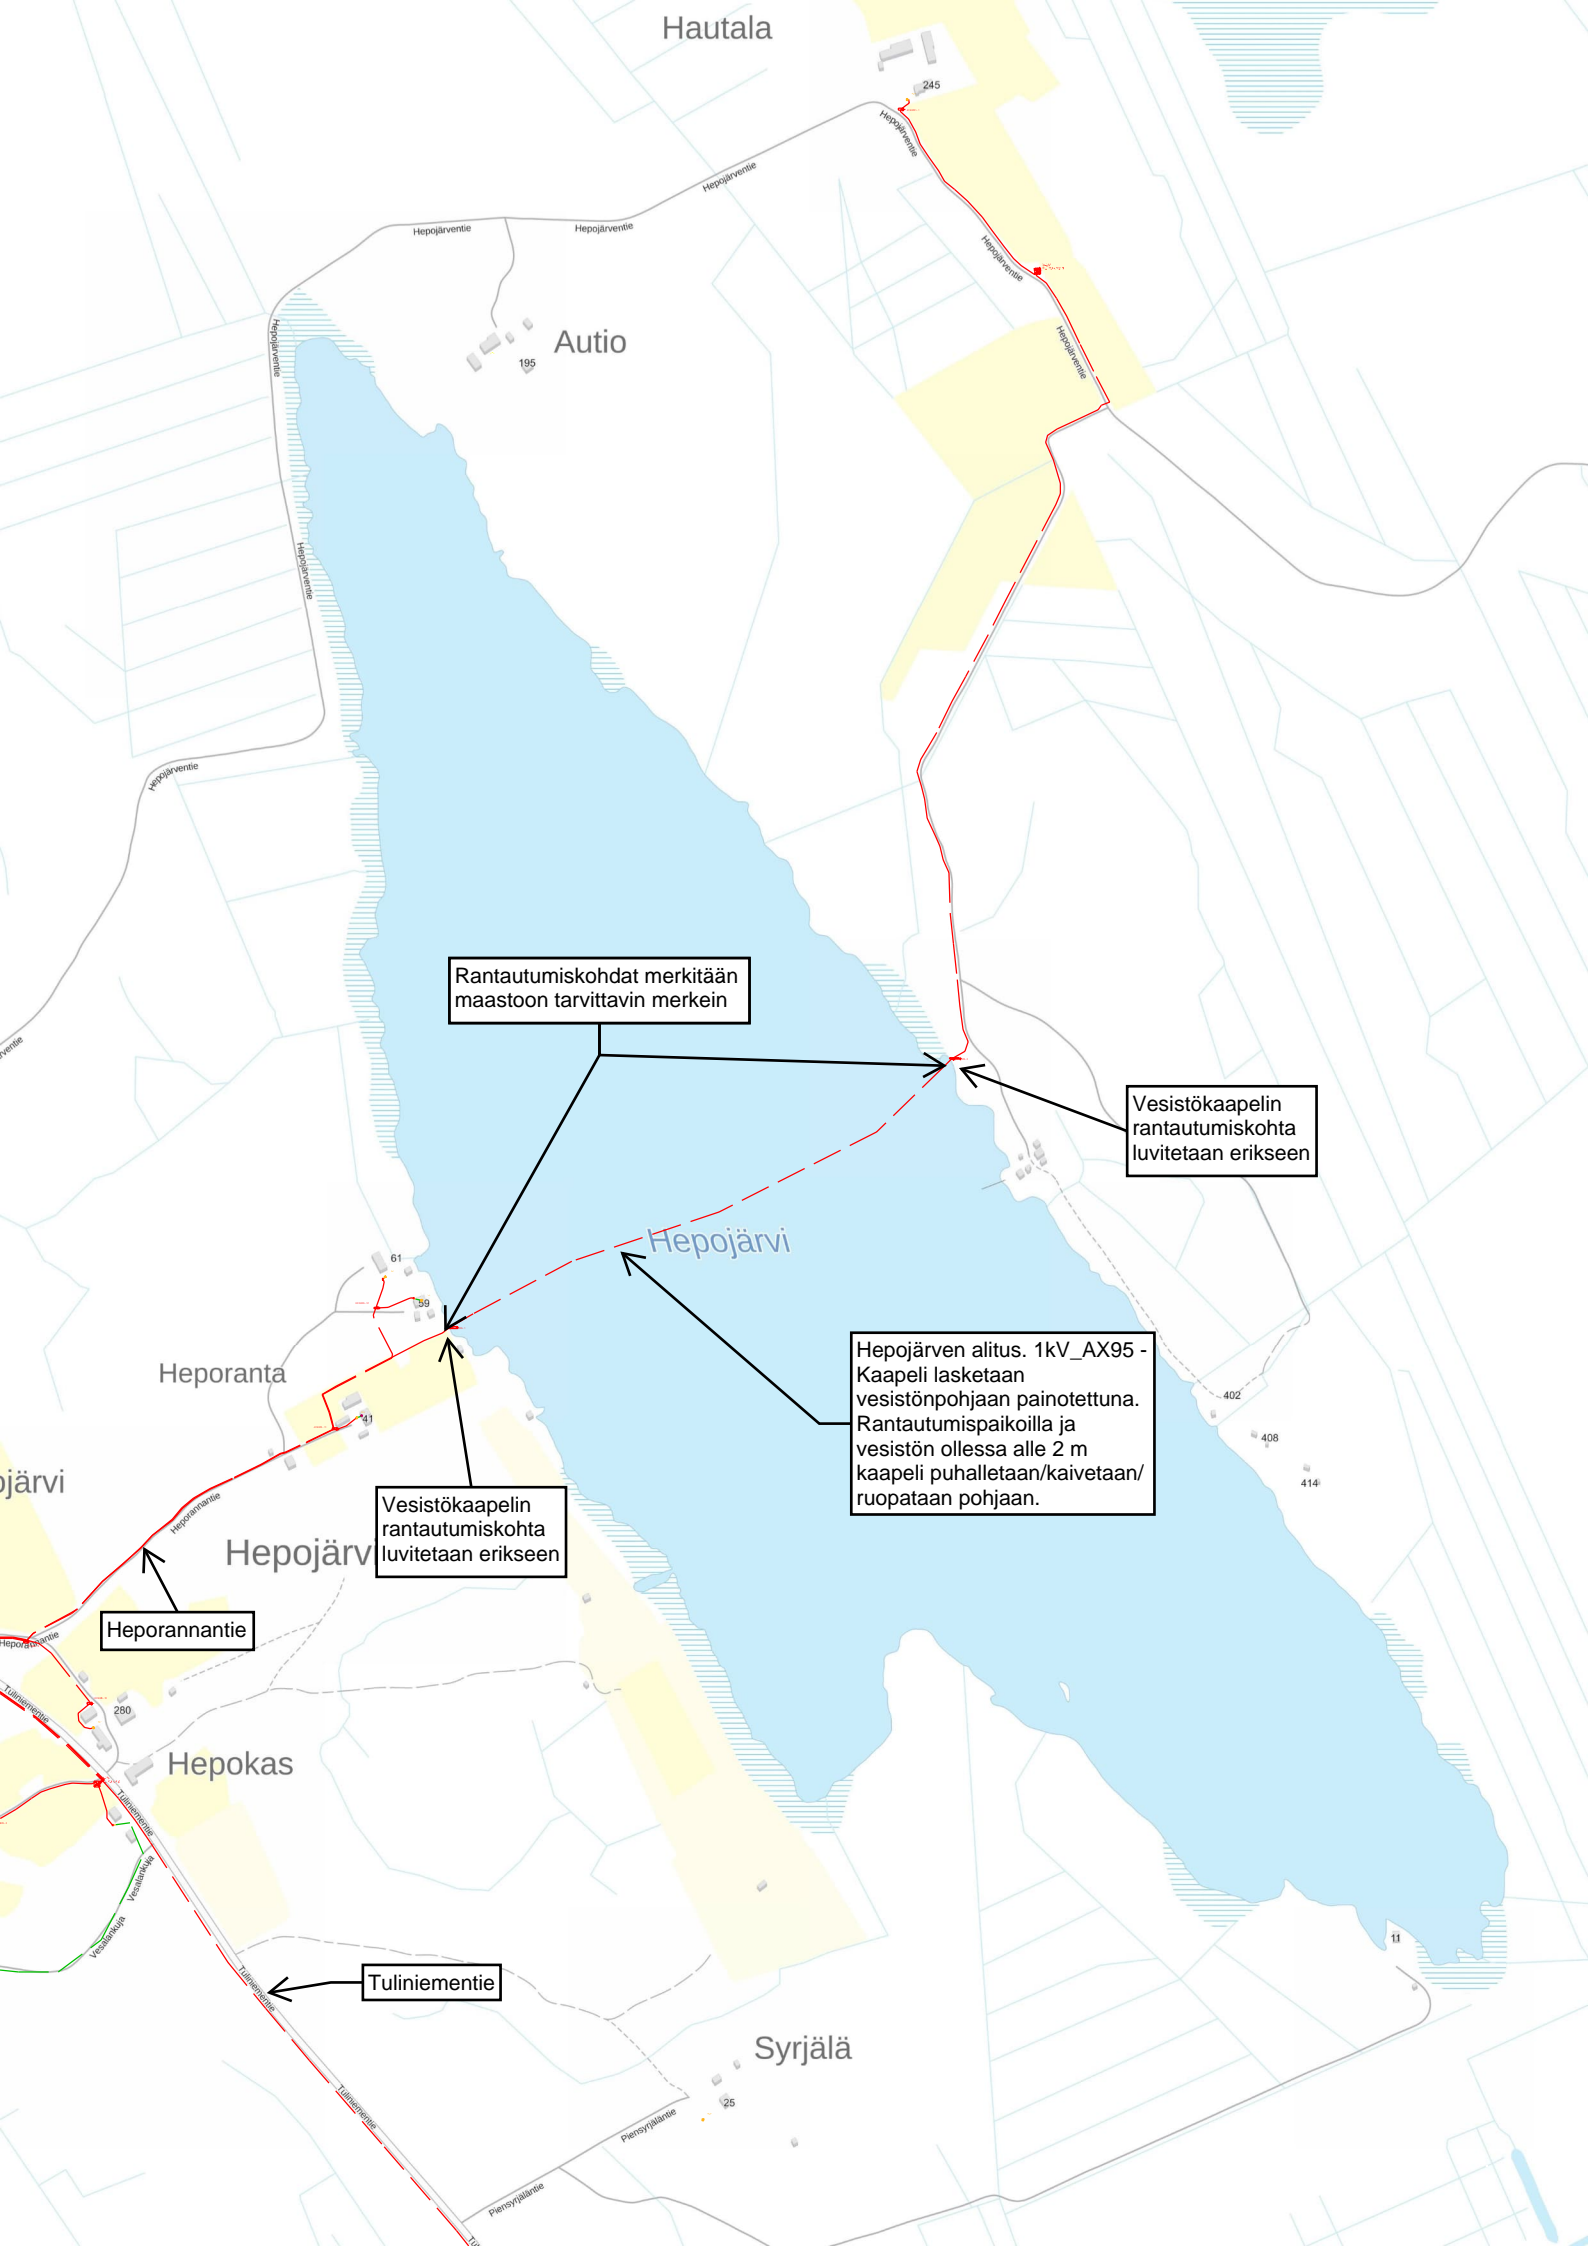 Hautala
245
Hepojärventie
Hepojärventie
Hepojärventie
Hepojärventie
Hepojärventie
Hepojärventie
Autio
195
Hepojärventie
Hepojärventie
Hepojärventie
Rantautumiskohdat merkitään
maastoon tarvittavin merkein
Vesistökaapelin
rantautumiskohta
luvitetaan erikseen
Hepojärvi
61
59
Hepojärven alitus. 1kV_AX95 -
Kaapeli lasketaan
vesistönpohjaan painotettuna.
Rantautumispaikoilla ja
vesistön ollessa alle 2 m
kaapeli puhalletaan/kaivetaan/
ruopataan pohjaan.
Heporanta
402
41
408
414
ojärvi
Vesistökaapelin
rantautumiskohta
luvitetaan erikseen
Heporannantie
Hepojärvi
Heporannantie
Heporannantie
Tuliniementie
280
Hepokas
Tuliniementie
Vesalankuja
Vesalankuja
11
Tuliniementie
Tuliniementie
Syrjälä
Tuliniementie
25
Piensyrjäläntie
Piensyrjäläntie